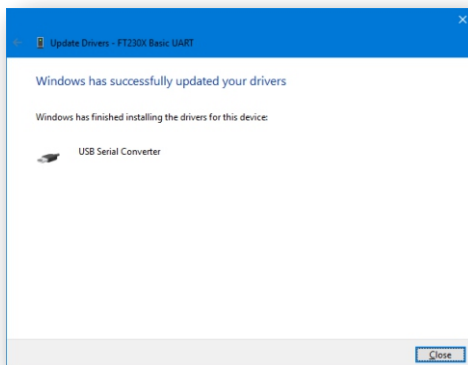 Update Drivers - FT230X Basic UART
Windows has successfully updated your drivers
Windows has finished installing the drivers for this device:
USB Serial Converter
Close